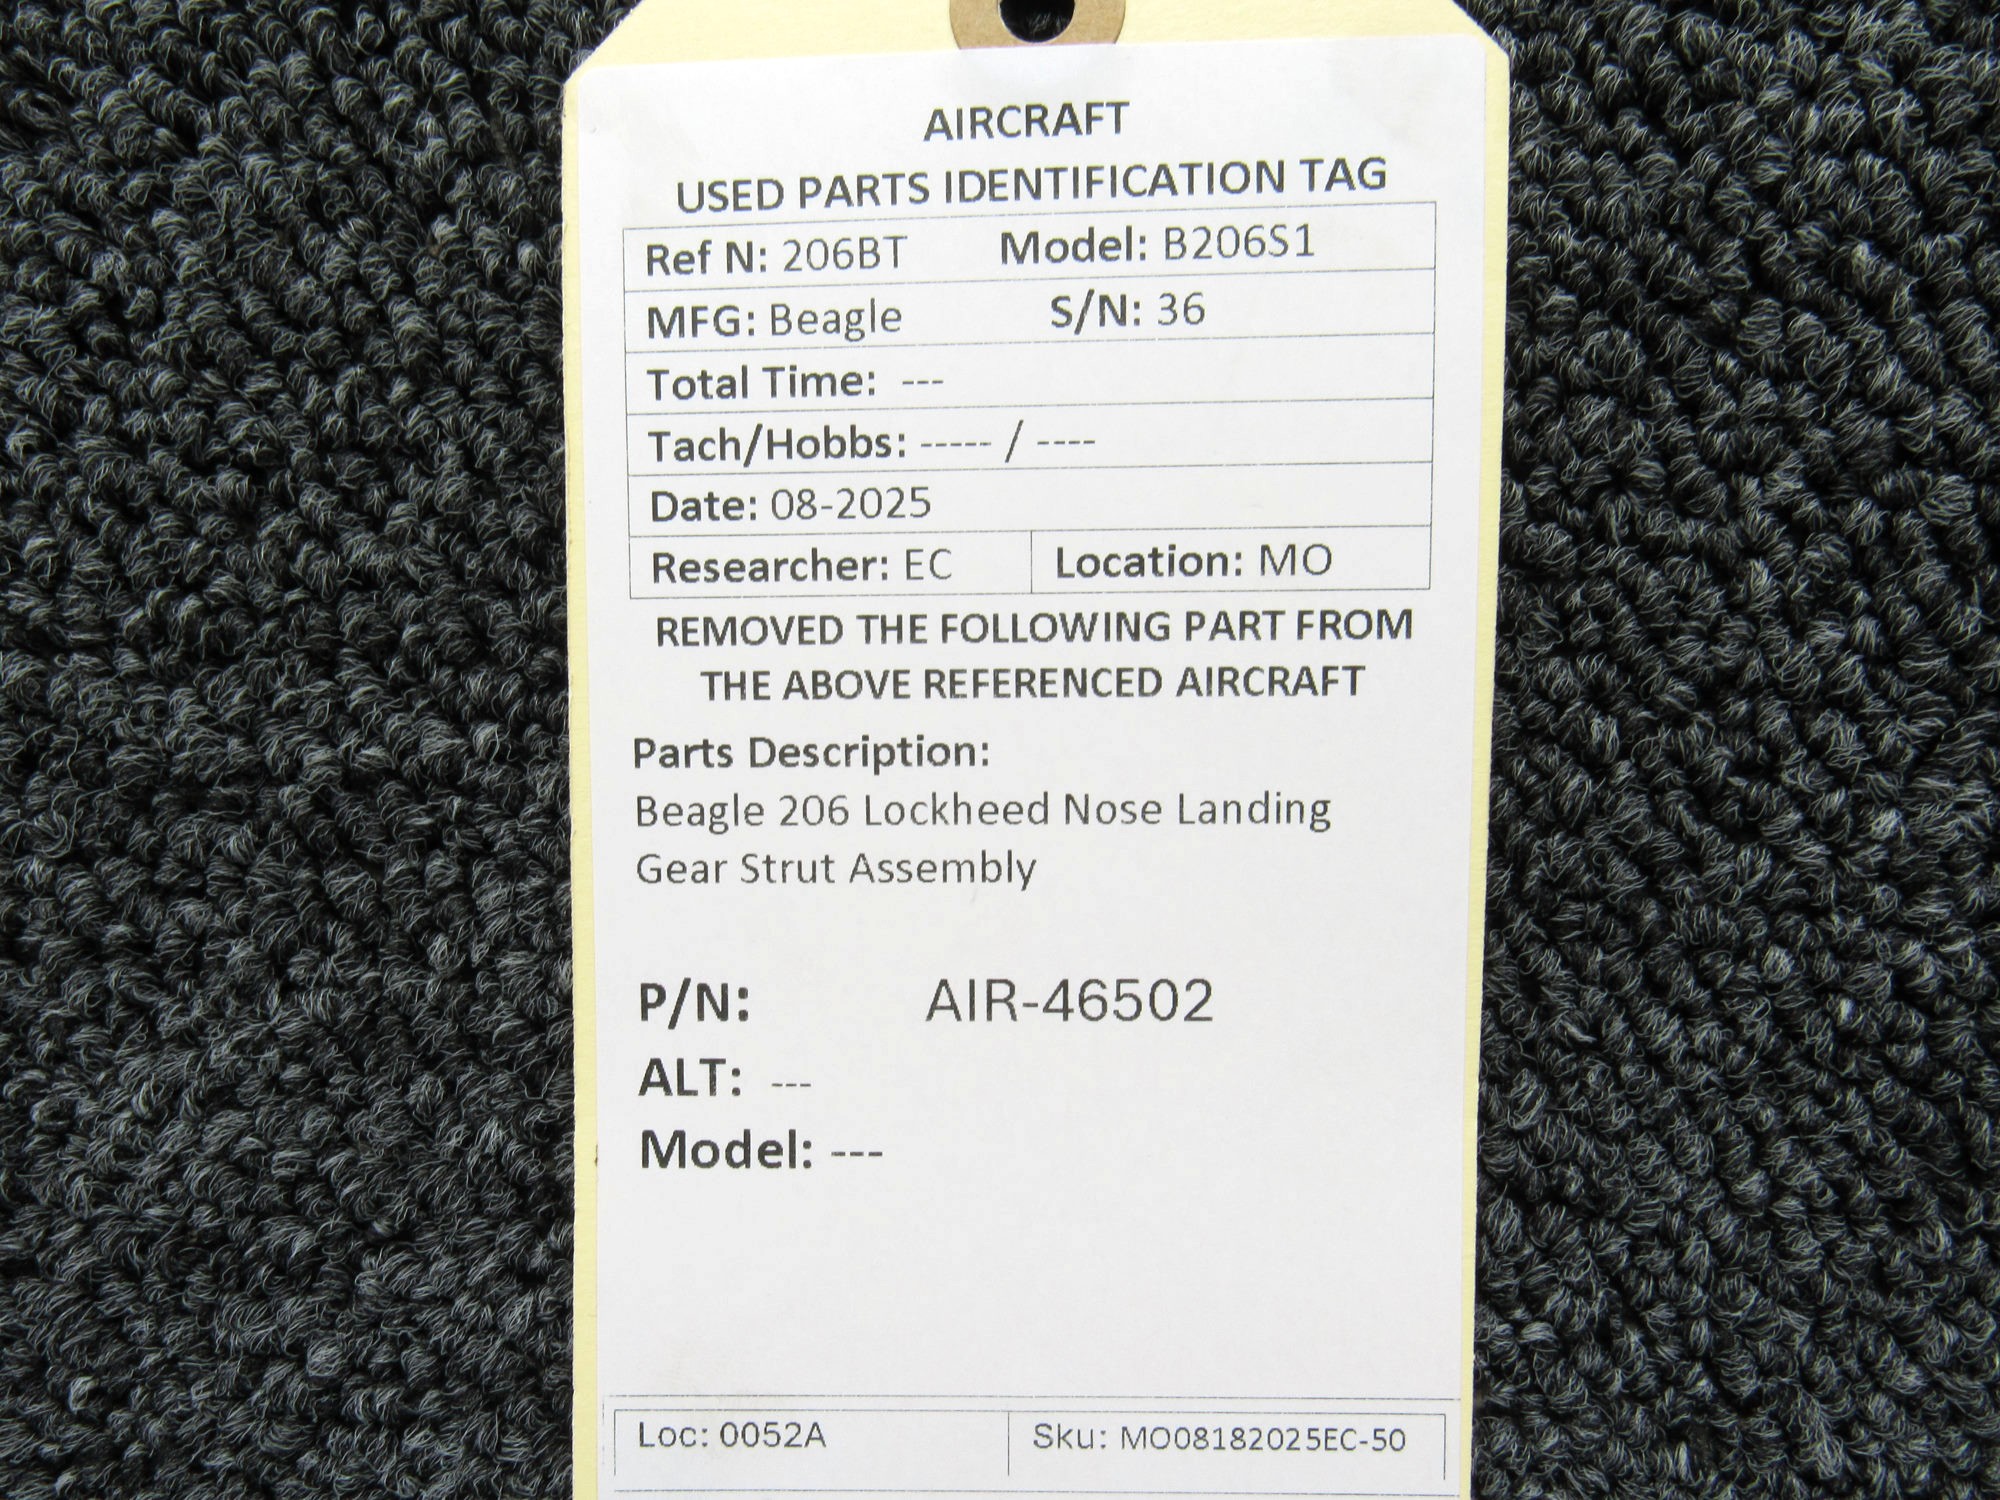 AIRCRAFT
USED PARTS IDENTIFICATION TAG
Ref N: 206BT Model: B206S1
MFG: Beagle S/N: 36
Total Time: ---
Tach/Hobbs: ----- / ----
Date: 08-2025
Researcher: EC Location: MO
REMOVED THE FOLLOWING PART FROM
THE ABOVE REFERENCED AIRCRAFT
Parts Description:
Beagle 206 Lockheed Nose Landing
Gear Strut Assembly
P/N: AIR-46502
ALT: ---
Model: ---
Loc: 0052A Sku: MO08182025EC-50